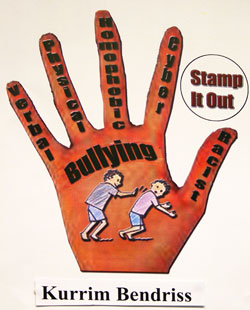 Verbal
Physical
Homophobic
Cyber
Racist
Stamp
It Out
Bullying
Kurrim Bendriss